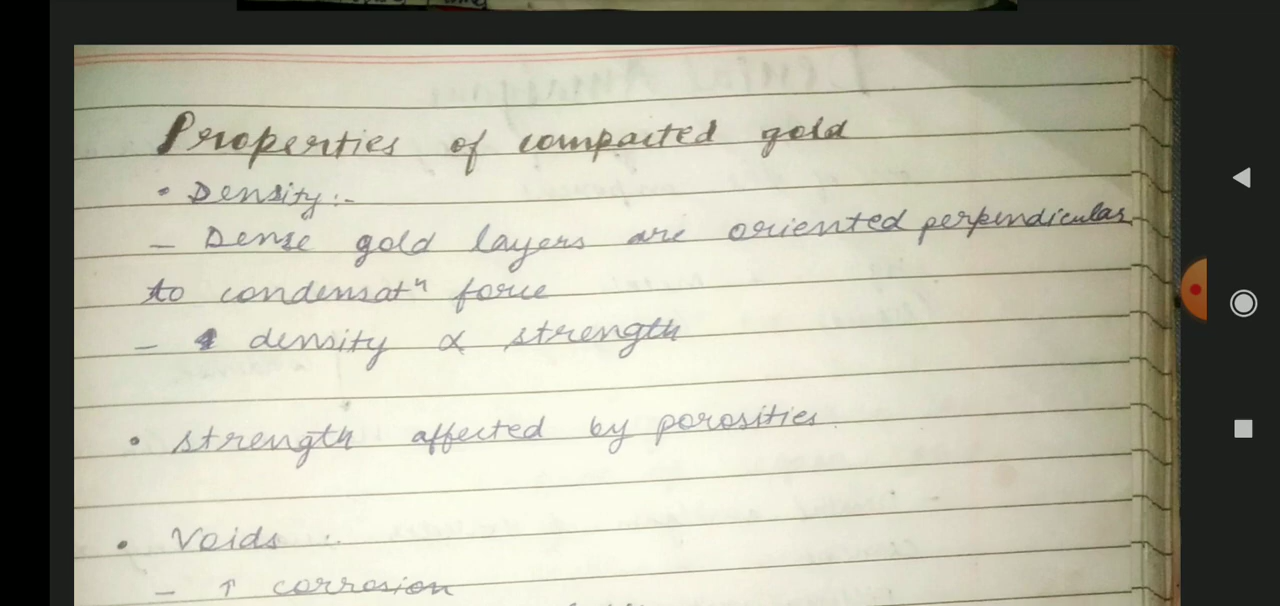 Properties of compacted gold
• Density:-
- Dense gold layers are oriented perpendicular
to condensatⁿ force
- density ∝ strength
• strength affected by porosities.
• Voids :.
- ↑ corrosion